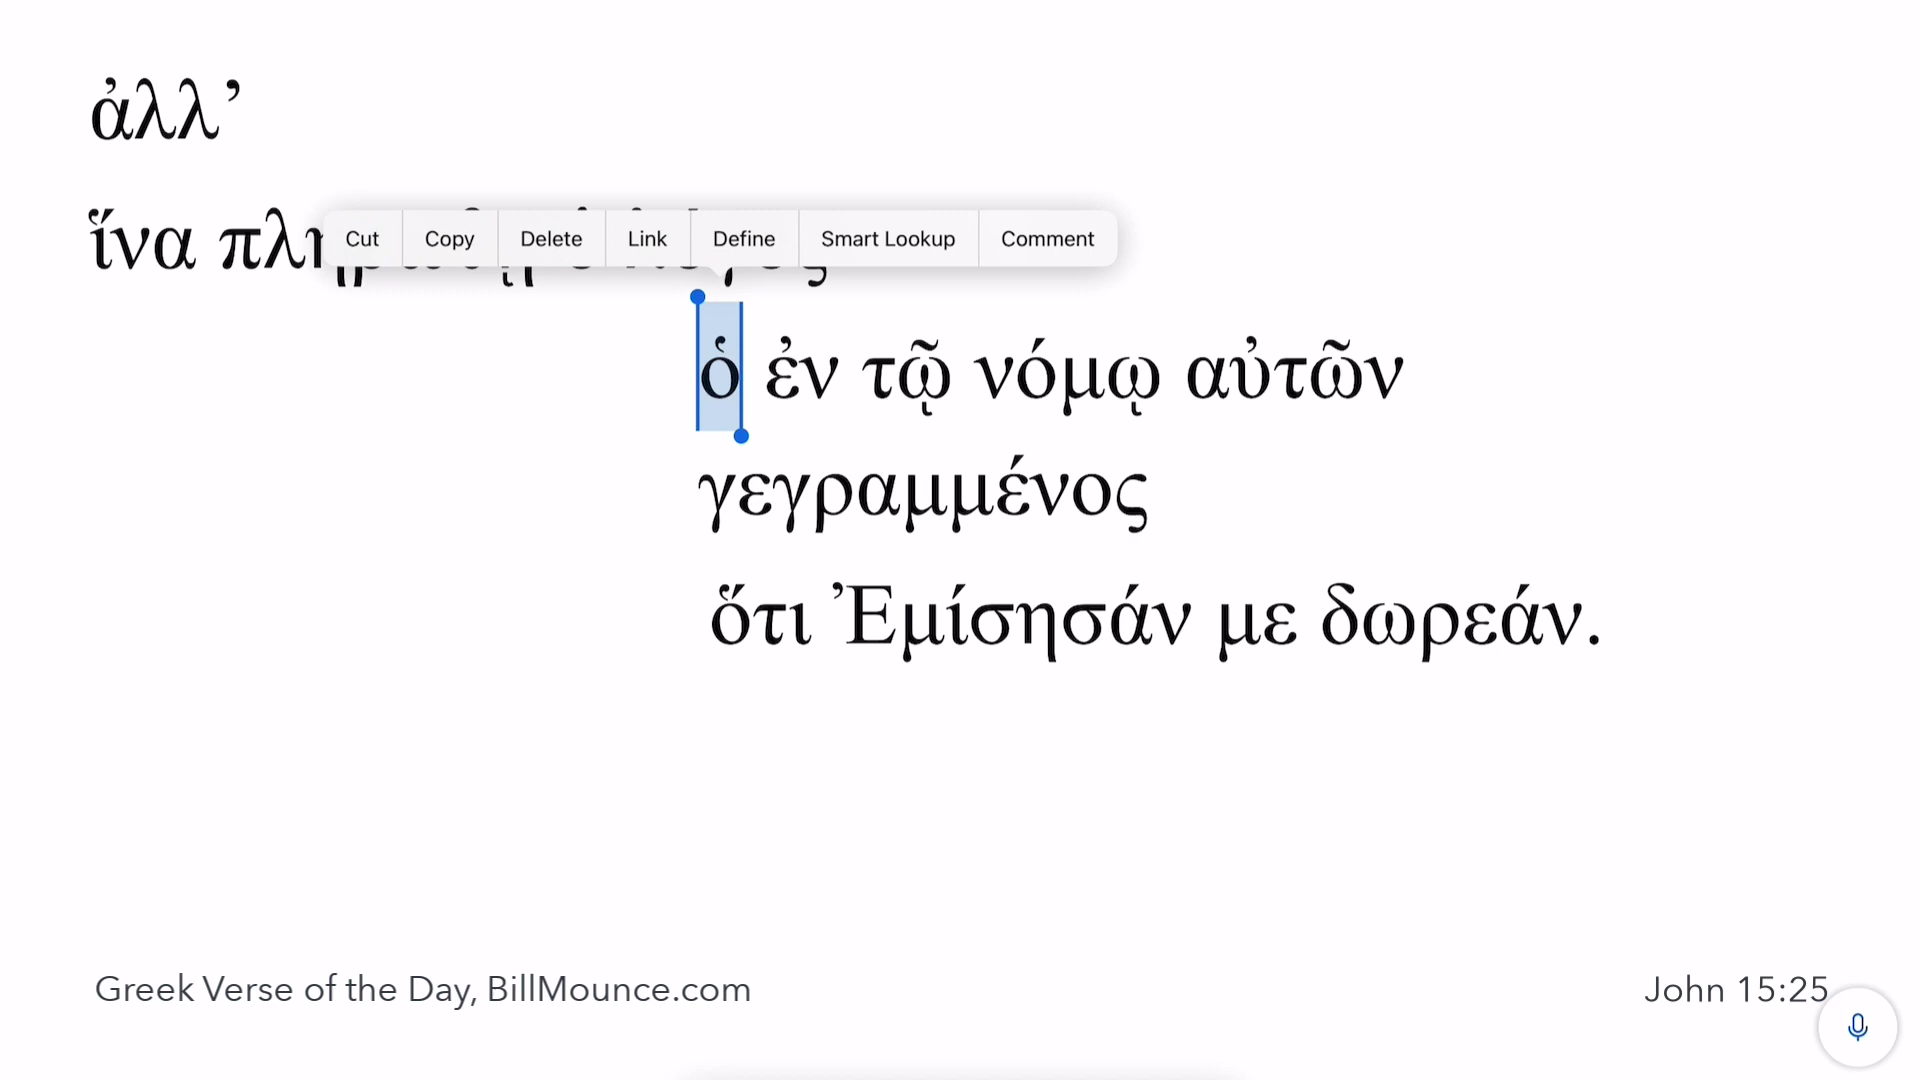 ἀλλ’
ἵνα
Cut Copy Delete Link Define Smart Lookup Comment
ὁ ἐν τῷ νόμῳ αὐτῶν
γεγραμμένος
ὅτι Ἐμίσησάν με δωρεάν.
Greek Verse of the Day, BillMounce.com
John 15:25